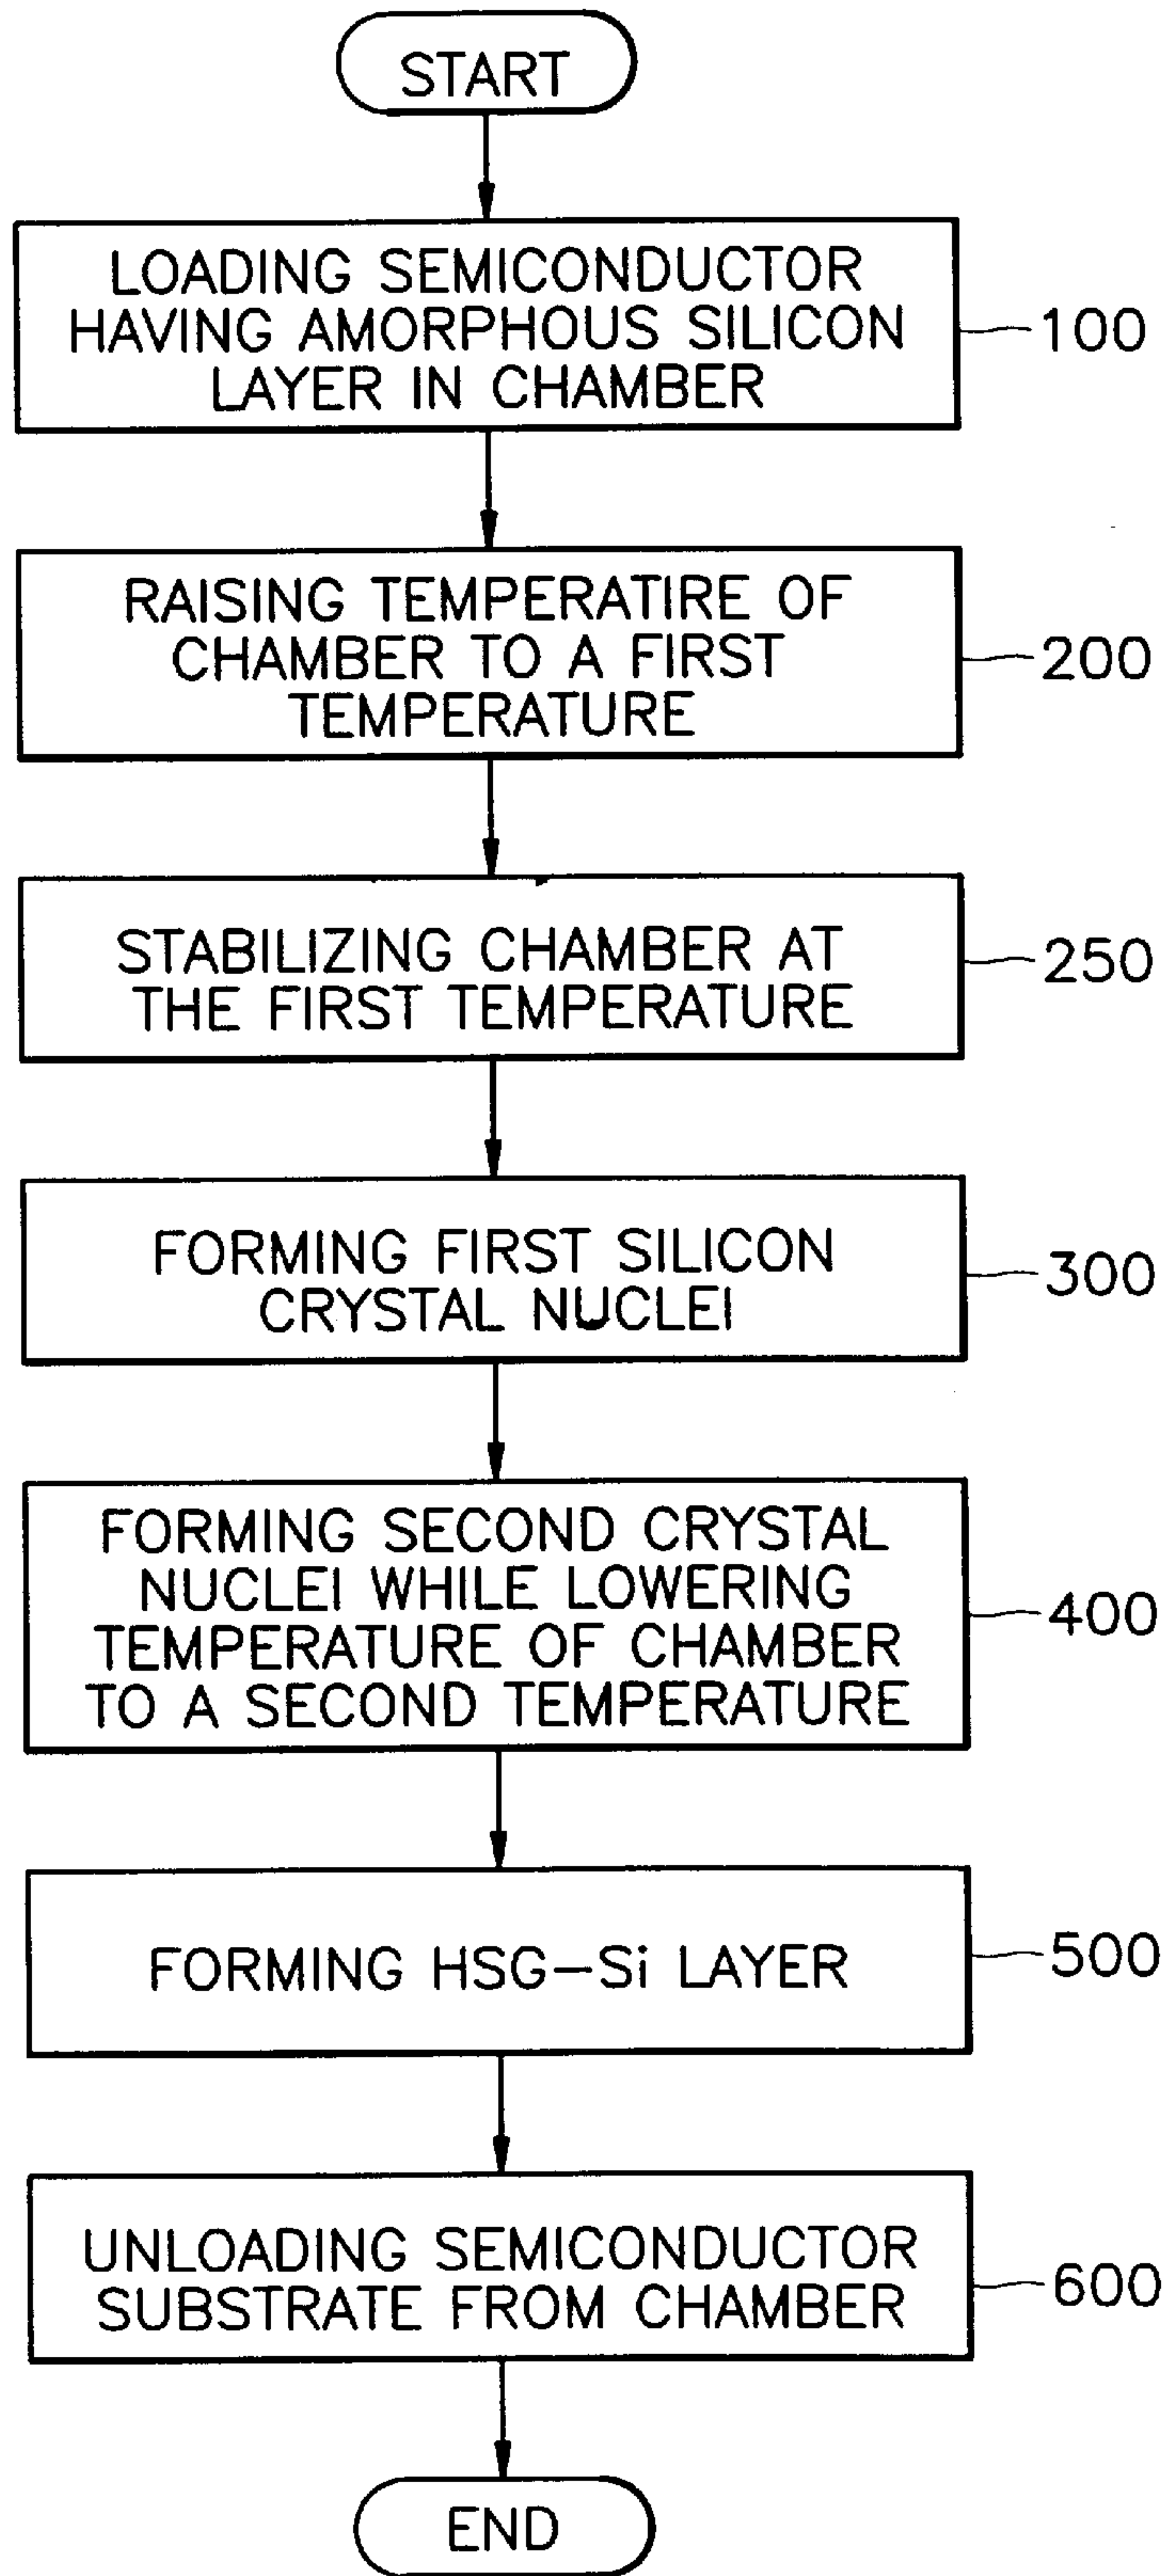 START
LOADING SEMICONDUCTOR
HAVING AMORPHOUS SILICON
LAYER IN CHAMBER
100
RAISING TEMPERATIRE OF
CHAMBER TO A FIRST
TEMPERATURE
200
STABILIZING CHAMBER AT
THE FIRST TEMPERATURE
250
FORMING FIRST SILICON
CRYSTAL NUCLEI
300
FORMING SECOND CRYSTAL
NUCLEI WHILE LOWERING
TEMPERATURE OF CHAMBER
TO A SECOND TEMPERATURE
400
FORMING HSG-Si LAYER
500
UNLOADING SEMICONDUCTOR
SUBSTRATE FROM CHAMBER
600
END